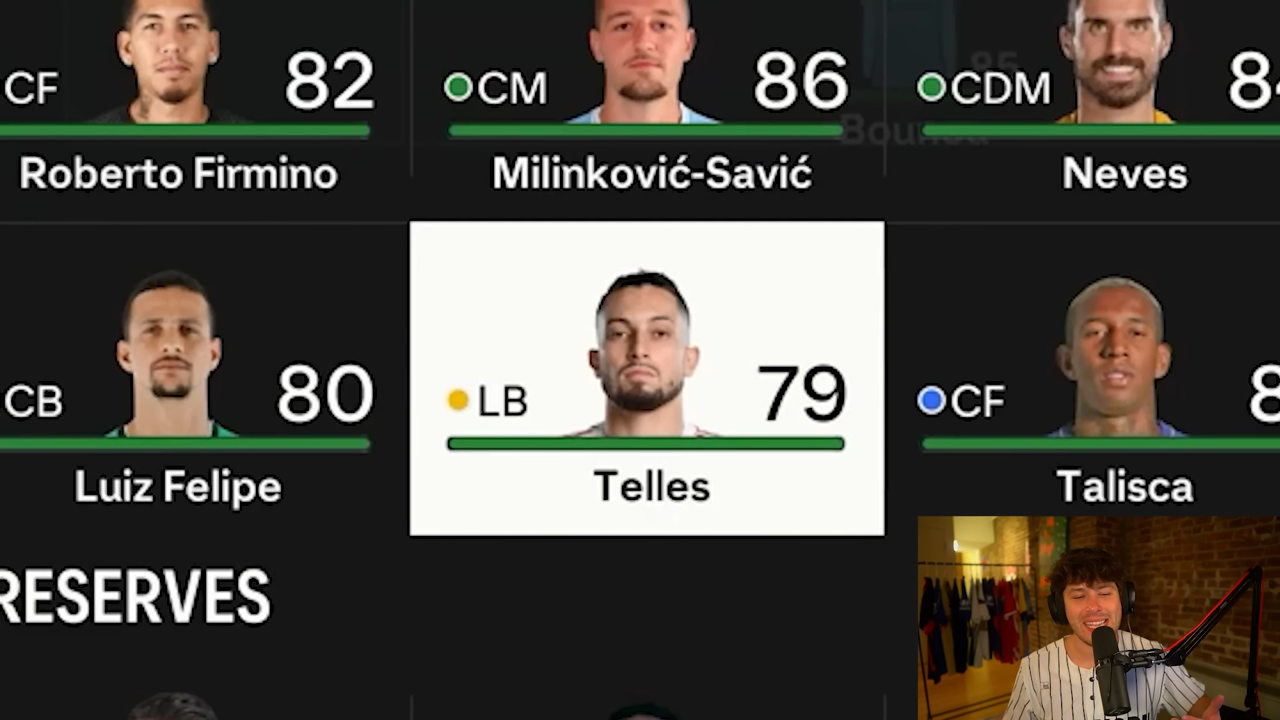 CF 82 CM 86 CDM
Roberto Firmino Milinković-Savić Neves
CB 80 LB 79 CF
Luiz Felipe Telles Talisca
RESERVES